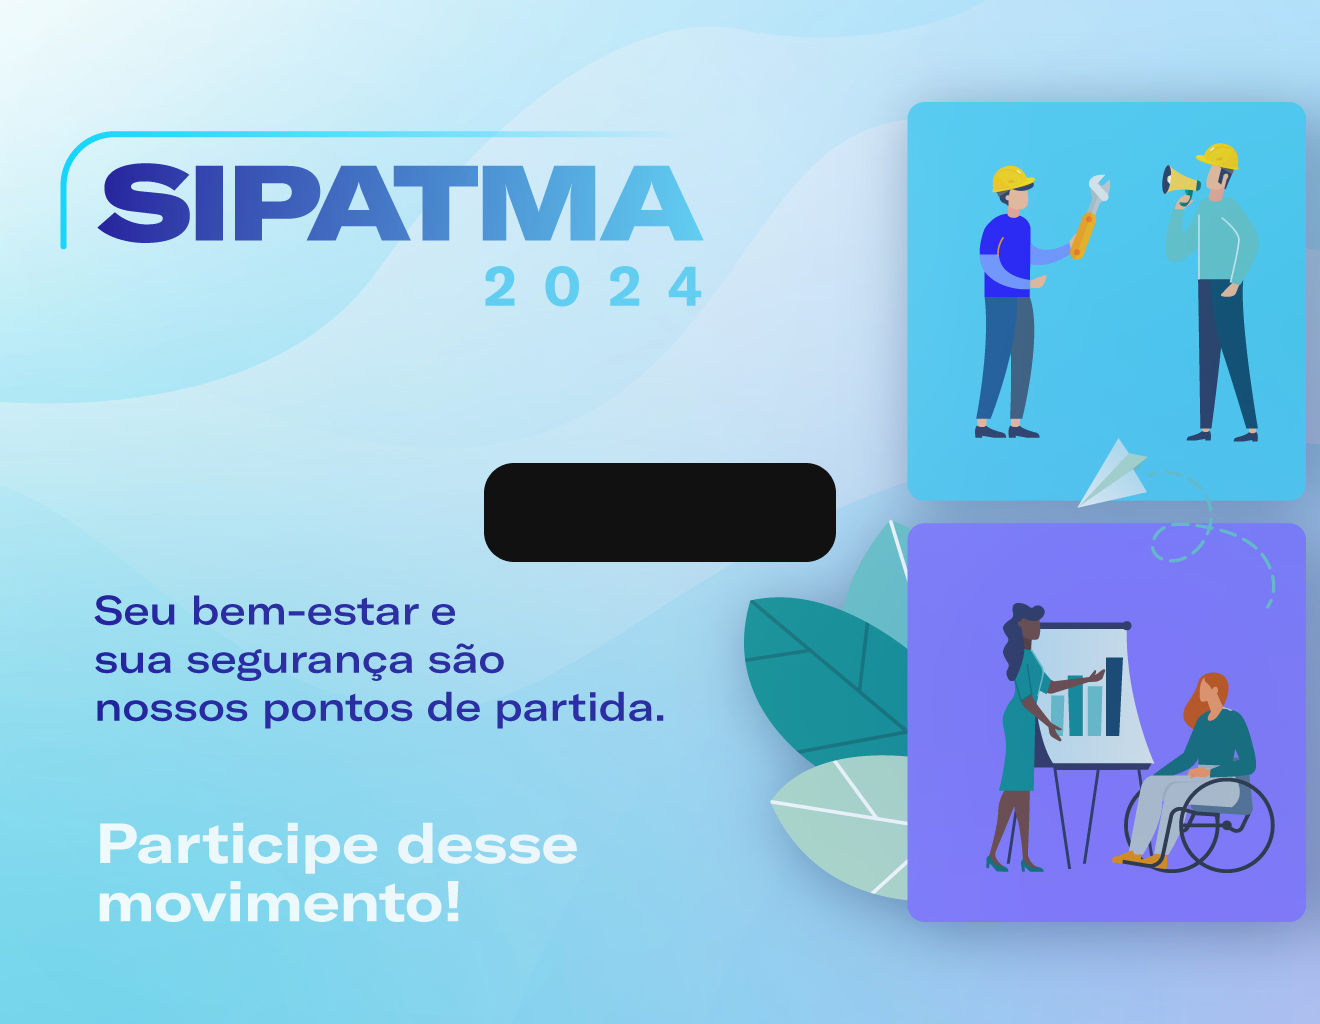 SIPATMA
2024
Seu bem-estar e
sua segurança são
nossos pontos de partida.
Participe desse
movimento!